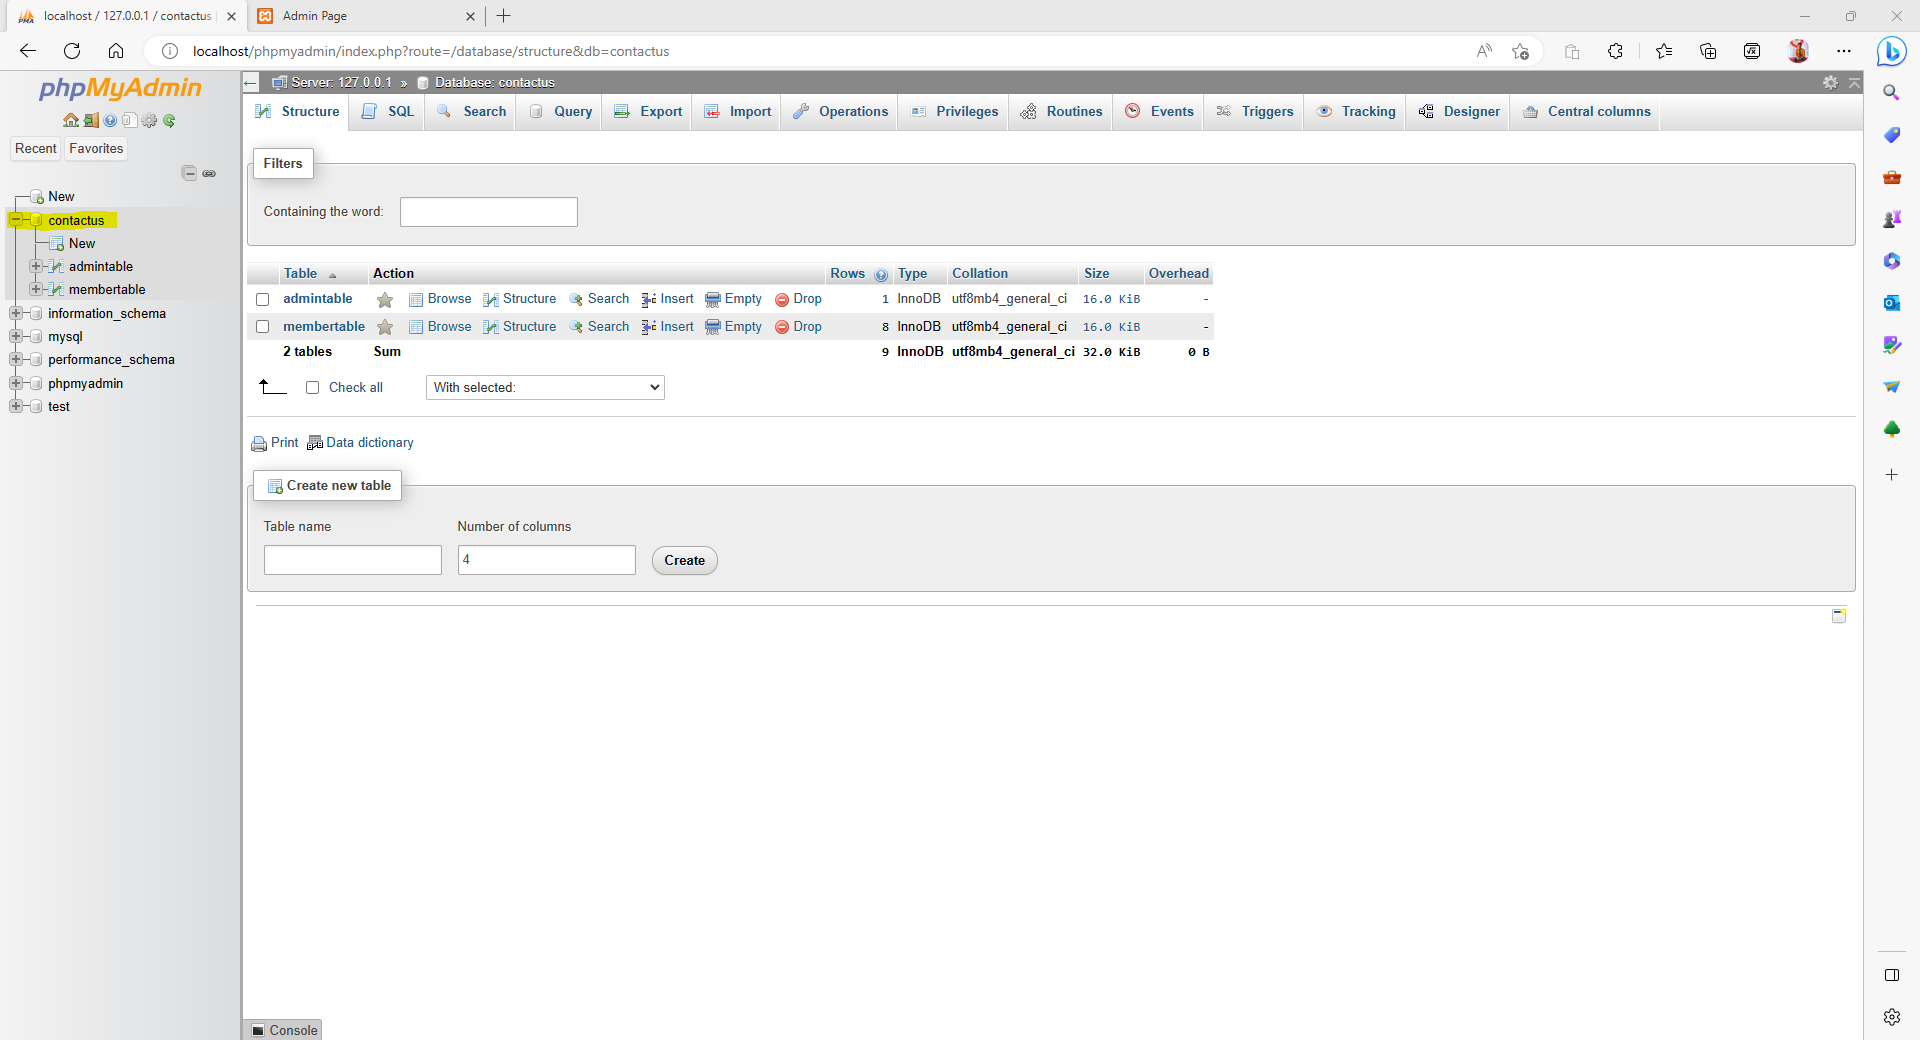 localhost / 127.0.0.1 / contactus
Admin Page
localhost/phpmyadmin/index.php?route=/database/structure&db=contactus
phpMyAdmin
Recent
Favorites
New
contactus
New
admintable
membertable
information_schema
mysql
performance_schema
phpmyadmin
test
Server: 127.0.0.1 » Database: contactus
Structure SQL Search Query Export Import Operations Privileges Routines Events Triggers Tracking Designer Central columns
Filters
Containing the word:
Table Action Rows Type Collation Size Overhead
admintable Browse Structure Search Insert Empty Drop 1 InnoDB utf8mb4_general_ci 16.0 KiB -
membertable Browse Structure Search Insert Empty Drop 8 InnoDB utf8mb4_general_ci 16.0 KiB -
2 tables Sum 9 InnoDB utf8mb4_general_ci 32.0 KiB 0 B
Check all With selected:
Print Data dictionary
Create new table
Table name Number of columns
4 Create
Console